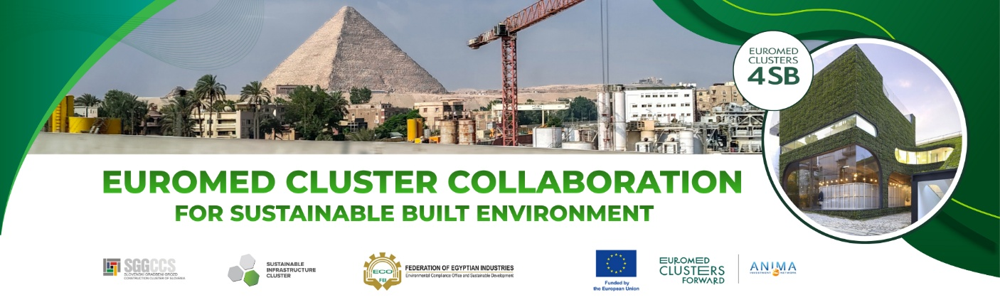 EUROMED
CLUSTERS
4SB
EUROMED CLUSTER COLLABORATION
FOR SUSTAINABLE BUILT ENVIRONMENT
SGGCCS
SLOVENSKI GRADBENI GROZD
CONSTRUCTION CLUSTER OF SLOVENIA
SUSTAINABLE
INFRASTRUCTURE
CLUSTER
ECO
FEI
FEDERATION OF EGYPTIAN INDUSTRIES
Environmental Compliance Office and Sustainable Development
Funded by
the European Union
EUROMED
CLUSTERS
FORWARD
ANIMA
INVESTMENT NETWORK